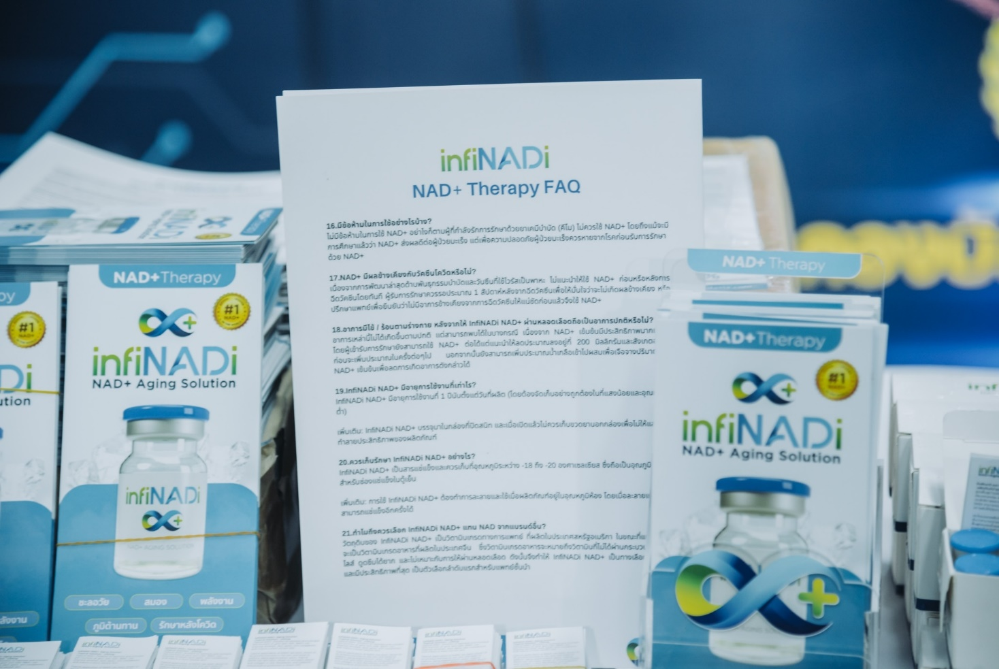 infiNADi
NAD+ Therapy FAQ
16.มีข้อห้ามในการใช้อย่างไรบ้าง?
ไม่มีข้อห้ามในการใช้ NAD+ อย่างไรก็ตามผู้ที่กำลังรักการรักษาด้วยยาเคมีบำบัด (คีโม) ไม่ควรใช้ NAD+ โดยถึงแม้จะมี
การศึกษาแล้วว่า NAD+ ส่งผลดีต่อผู้ป่วยมะเร็ง แต่เพื่อความปลอดภัยผู้ป่วยมะเร็งควรหายจากโรคก่อนรับการรักษา
ด้วย NAD+
17.NAD+ มีผลข้างเคียงกับวัคซีนโควิดหรือไม่?
เนื่องจากการพัฒนาล่าสุดด้านพันธุกรรมบำบัดและวัคซีนที่ใช้ไวรัสเป็นพาหะ ไม่แนะนำให้ใช้ NAD+ ก่อนหรือหลังการ
ฉีดวัคซีนโดยทันที ผู้รับการรักษาควรรอประมาณ 1 สัปดาห์หลังจากฉีดวัคซีนเพื่อให้มั่นใจว่าจะไม่เกิดผลข้างเคียง หรือ
ปรึกษาแพทย์เพื่อยืนยันว่าไม่มีอาการข้างเคียงจากการฉีดวัคซีนให้แน่ชัดก่อนแล้วจึงใช้ NAD+
18.อาการมีไข้ / ร้อนตามร่างกาย หลังจากให้ InfiNADi NAD+ ผ่านหลอดเลือดถือเป็นอาการปกติหรือไม่?
อาการเหล่านี้ไม่ได้เกิดขึ้นตามปกติ แต่สามารถพบได้ในบางกรณี เนื่องจาก NAD+ เข้มข้นมีประสิทธิภาพมาก
โดยผู้เข้ารับการรักษายังสามารถใช้ NAD+ ต่อได้แต่แนะนำให้ลดประมาณลงอยู่ที่ 200 มิลลิกรัมและสังเกต
ก่อนจะเพิ่มประมาณในครั้งต่อๆไป นอกจากนั้นยังสามารถเพิ่มประมาณน้ำเกลือเข้าไปผสมเพื่อเจือจางปริมาณ
NAD+ เข้มข้นเพื่อลดการเกิดอาการดังกล่าวได้
19.InfiNADi NAD+ มีอายุการใช้งานที่เท่าไร?
InfiNADi NAD+ มีอายุการใช้งานที่ 1 ปีนับตั้งแต่วันที่ผลิต (โดยต้องจัดเก็บอย่างถูกต้องในที่แสงน้อยและอุณ
ต่ำ)
เพิ่มเติม: InfiNADi NAD+ บรรจุมาในกล่องที่ปิดสนิท และเมื่อเปิดแล้วไม่ควรเก็บขวดยานอกกล่องเพื่อไม่ให้แ
ทำลายประสิทธิภาพของผลิตภัณฑ์
20.ควรเก็บรักษา InfiNADi NAD+ อย่างไร?
InfiNADi NAD+ เป็นสารแช่แข็งและควรเก็บที่อุณหภูมิระหว่าง -18 ถึง -20 องศาเซลเซียส ซึ่งถือเป็นอุณหภูมิ
สำหรับช่องแช่แข็งในตู้เย็น
เพิ่มเติม: การใช้ InfiNADi NAD+ ต้องทำการละลายและใช้เมื่อผลิตภัณฑ์อยู่ในอุณหภูมิห้อง โดยเมื่อละลาย
สามารถแช่แข็งอีกครั้งได้
21.ทำไมถึงควรเลือก InfiNADi NAD+ แทน NAD จากแบรนด์อื่น?
วัตถุดิบของ InfiNADi NAD+ เป็นวิตามินเกรดทางการแพทย์ ที่ผลิตในประเทศสหรัฐอเมริกา ในขณะที่
จะเป็นวิตามินเกรดอาหารที่ผลิตในประเทศจีน ซึ่งวิตามินเกรดอาหารจะหมายถึงวิตามินที่ไม่ได้ผ่านกระบว
ไลส์ ดูดซึมได้ยาก และไม่เหมาะกับการให้ผ่านหลอดเลือด ดังนั้นจึงทำให้ InfiNADi NAD+ เป็นทางเลือก
และมีประสิทธิภาพที่สุด เป็นตัวเลือกลำดับแรกสำหรับแพทย์ชั้นนำ
NAD+Therapy
#1
NAD+
infiNADi
NAD+ Aging Solution
infiNADi
NAD+ AGING SOLUTION
ชะลอวัย
สมอง
พลังงาน
ภูมิต้านทาน
รักษาหลังโควิด
#1
NAD+ Therapy
NAD+Therapy
#1
infiNADi
NAD+ Aging Solution
infiNADi
infiNADi
infiNADi
infiNADi